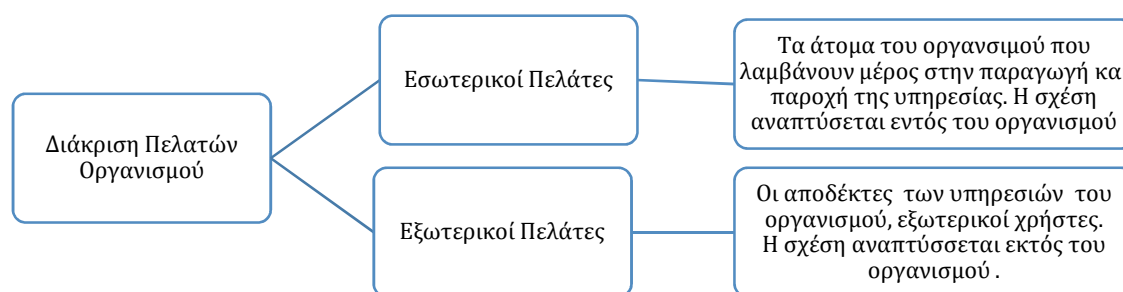 Διάκριση Πελατών
Οργανισμού
Εσωτερικοί Πελάτες
Τα άτομα του οργανσιμού που
λαμβάνουν μέρος στην παραγωγή κα
παροχή της υπηρεσίας. Η σχέση
αναπτύσεται εντός του οργανισμού
Εξωτερικοί Πελάτες
Οι αποδέκτες των υπηρεσιών του
οργανισμού, εξωτερικοί χρήστες.
Η σχέση αναπτύσσεται εκτός του
οργανισμού .